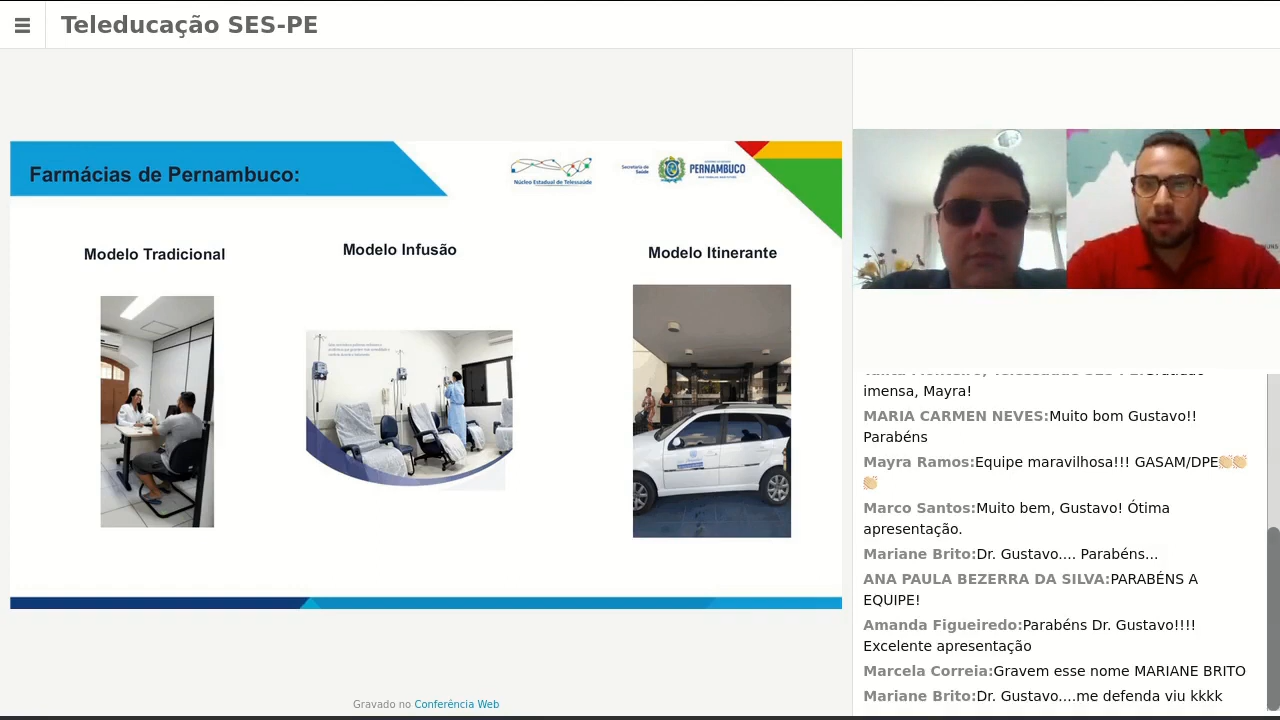 Teleducação SES-PE
Farmácias de Pernambuco:
Núcleo Estadual de Telessaúde
Secretaria de
Saúde
PERNAMBUCO
Modelo Tradicional
Modelo Infusão
Modelo Itinerante
imensa, Mayra!
MARIA CARMEN NEVES:Muito bom Gustavo!!
Parabéns
Mayra Ramos:Equipe maravilhosa!!! GASAM/DPE👏👏
👏
Marco Santos:Muito bem, Gustavo! Ótima
apresentação.
Mariane Brito:Dr. Gustavo.... Parabéns...
ANA PAULA BEZERRA DA SILVA:PARABÉNS A
EQUIPE!
Amanda Figueiredo:Parabéns Dr. Gustavo!!!!
Excelente apresentação
Marcela Correia:Gravem esse nome MARIANE BRITO
Mariane Brito:Dr. Gustavo....me defenda viu kkkk
Gravado no Conferência Web